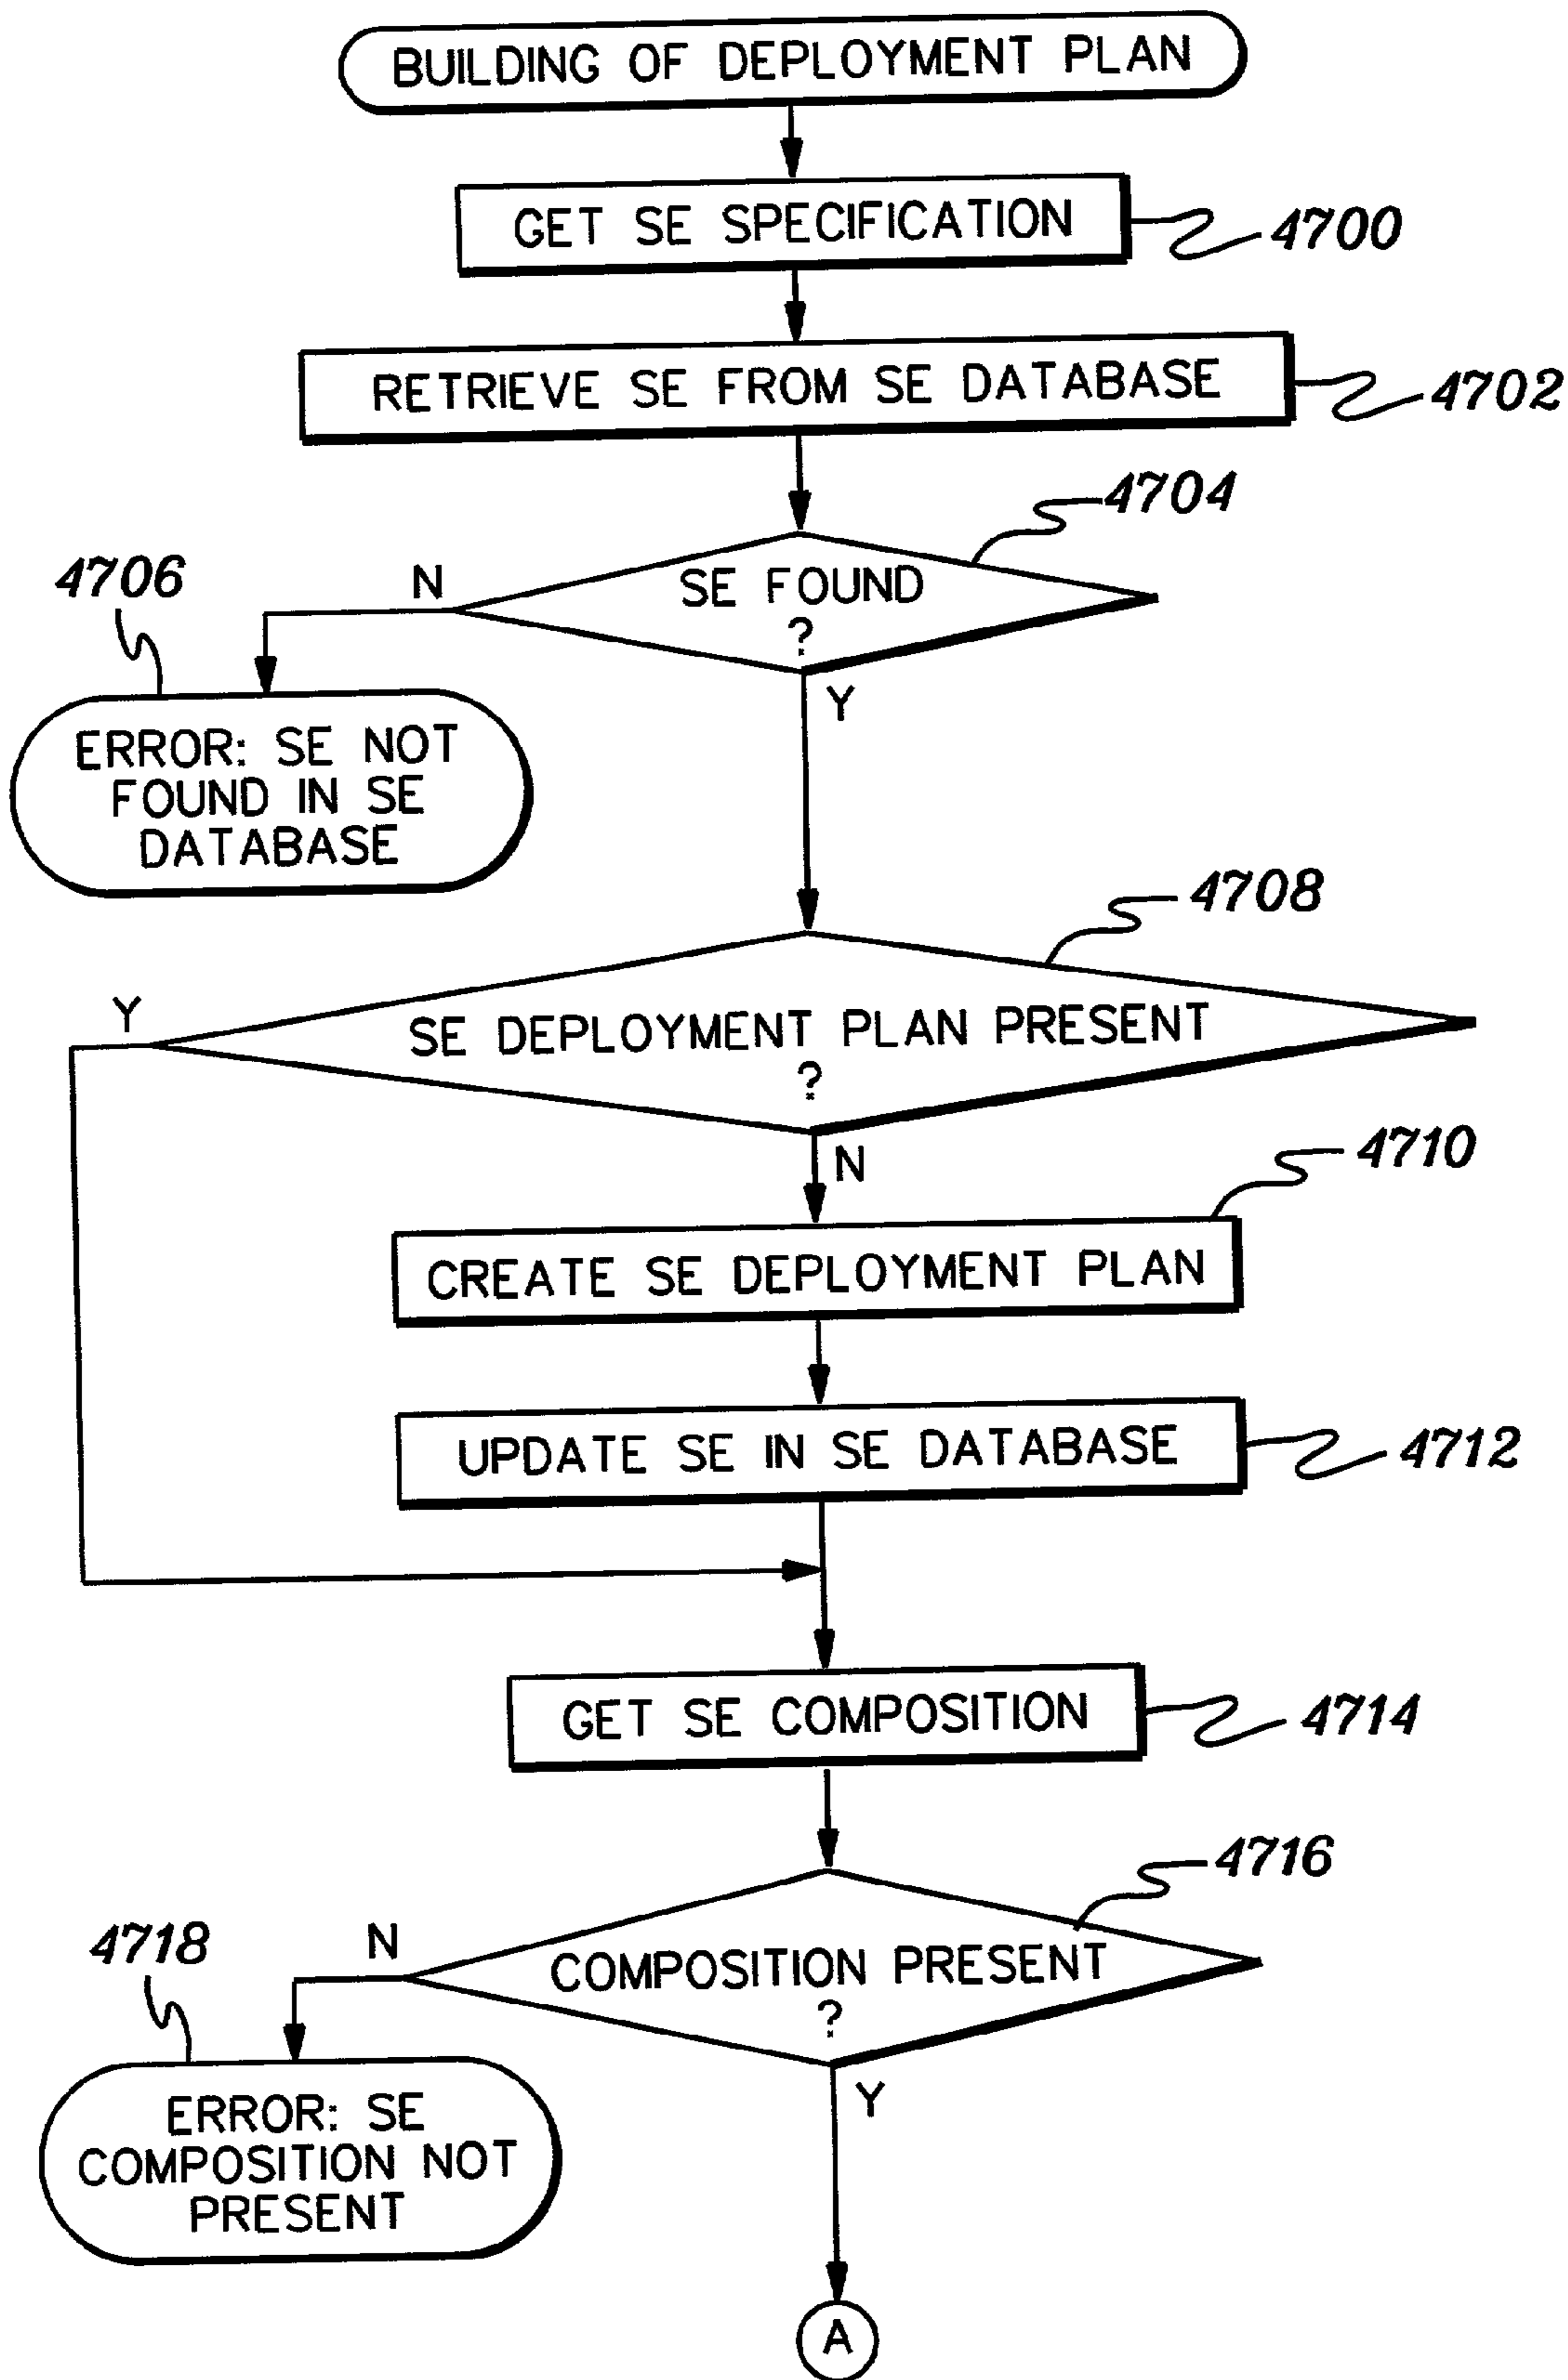 BUILDING OF DEPLOYMENT PLAN
GET SE SPECIFICATION
4700
RETRIEVE SE FROM SE DATABASE
4702
4704
SE FOUND
?
N
Y
4706
ERROR: SE NOT
FOUND IN SE
DATABASE
4708
SE DEPLOYMENT PLAN PRESENT
?
Y
N
4710
CREATE SE DEPLOYMENT PLAN
UPDATE SE IN SE DATABASE
4712
GET SE COMPOSITION
4714
4716
COMPOSITION PRESENT
?
N
Y
4718
ERROR: SE
COMPOSITION NOT
PRESENT
A